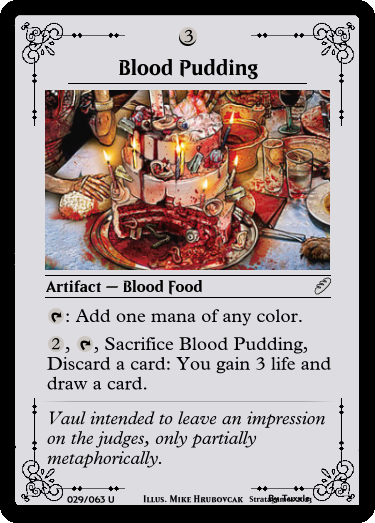 3
Blood Pudding
Artifact — Blood Food
: Add one mana of any color.
2, , Sacrifice Blood Pudding,
Discard a card: You gain 3 life and
draw a card.
Vaul intended to leave an impression
on the judges, only partially
metaphorically.
029/063 U Illus. Mike Hrubovcak